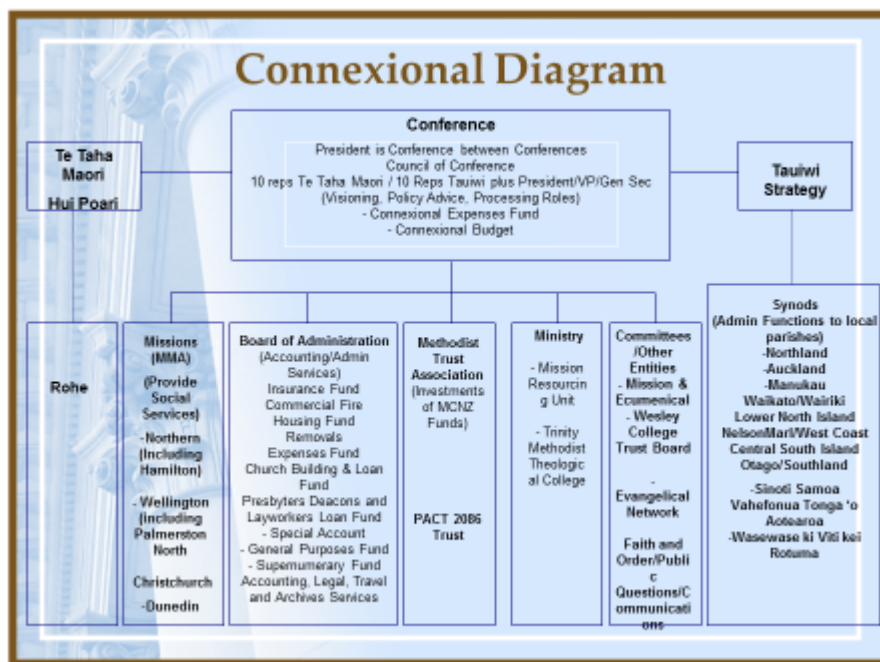 Connexional Diagram
Conference
President is Conference between Conferences
Council of Conference
10 reps Te Taha Maori / 10 Reps Tauiwi plus President/VP/Gen Sec
(Visioning, Policy Advice, Processing Roles)
- Connexional Expenses Fund
- Connexional Budget
Te Taha
Maori
Hui Poari
Tauiwi
Strategy
Rohe
Missions
(MMA)
(Provide
Social
Services)
-Northern
(Including
Hamilton)
- Wellington
(including
Palmerston
North
Christchurch
-Dunedin
Board of Administration
(Accounting/Admin
Services)
Insurance Fund
Commercial Fire
Housing Fund
Removals
Expenses Fund
Church Building & Loan
Fund
Presbyters Deacons and
Layworkers Loan Fund
- Special Account
- General Purposes Fund
- Supernumerary Fund
Accounting, Legal, Travel
and Archives Services
Methodist
Trust
Association
(Investments
of MCNZ
Funds)
PACT 2086
Trust
Ministry
- Mission
Resourcin
g Unit
- Trinity
Methodist
Theologic
al College
Committees
/Other
Entities
- Mission &
Ecumenical
- Wesley
College
Trust Board
-
Evangelical
Network
Faith and
Order/Publi
c
Questions/C
ommunicati
ons
Synods
(Admin Functions to local
parishes)
-Northland
-Auckland
-Manukau
Waikato/Wairiki
Lower North Island
NelsonMarl/West Coast
Central South Island
Otago/Southland
-Sinoti Samoa
Vahefonua Tonga 'o
Aotearoa
-Wasewase ki Viti kei
Rotuma